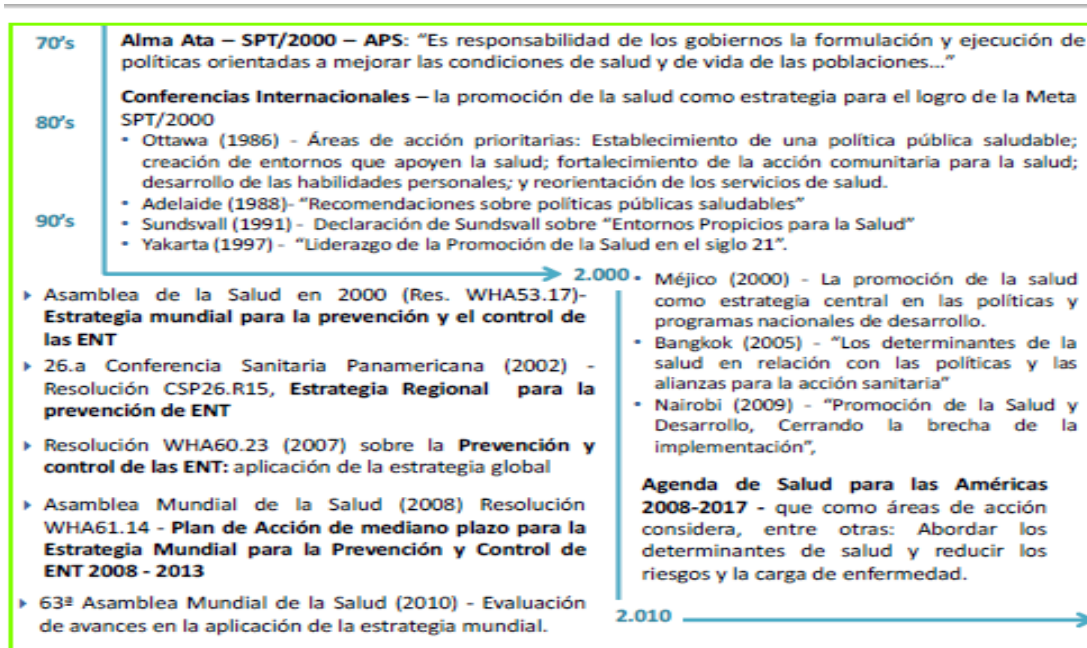 70's
Alma Ata – SPT/2000 – APS: “Es responsabilidad de los gobiernos la formulación y ejecución de
políticas orientadas a mejorar las condiciones de salud y de vida de las poblaciones...”
Conferencias Internacionales – la promoción de la salud como estrategia para el logro de la Meta
SPT/2000
80's
• Ottawa (1986) - Áreas de acción prioritarias: Establecimiento de una política pública saludable;
creación de entornos que apoyen la salud; fortalecimiento de la acción comunitaria para la salud;
desarrollo de las habilidades personales; y reorientación de los servicios de salud.
• Adelaide (1988)- “Recomendaciones sobre políticas públicas saludables”
90's
• Sundsvall (1991) - Declaración de Sundsvall sobre “Entornos Propicios para la Salud”
• Yakarta (1997) - “Liderazgo de la Promoción de la Salud en el siglo 21”.
2.000
Asamblea de la Salud en 2000 (Res. WHA53.17)-
Estrategia mundial para la prevención y el control de
las ENT
26.a Conferencia Sanitaria Panamericana (2002) -
Resolución CSP26.R15, Estrategia Regional para la
prevención de ENT
Resolución WHA60.23 (2007) sobre la Prevención y
control de las ENT: aplicación de la estrategia global
Asamblea Mundial de la Salud (2008) Resolución
WHA61.14 - Plan de Acción de mediano plazo para la
Estrategia Mundial para la Prevención y Control de
ENT 2008 - 2013
63ª Asamblea Mundial de la Salud (2010) - Evaluación
de avances en la aplicación de la estrategia mundial.
• Méjico (2000) - La promoción de la salud
como estrategia central en las políticas y
programas nacionales de desarrollo.
• Bangkok (2005) - “Los determinantes de la
salud en relación con las políticas y las
alianzas para la acción sanitaria”
• Nairobi (2009) - “Promoción de la Salud y
Desarrollo, Cerrando la brecha de la
implementación”,
Agenda de Salud para las Américas
2008-2017 - que como áreas de acción
considera, entre otras: Abordar los
determinantes de salud y reducir los
riesgos y la carga de enfermedad.
2.010